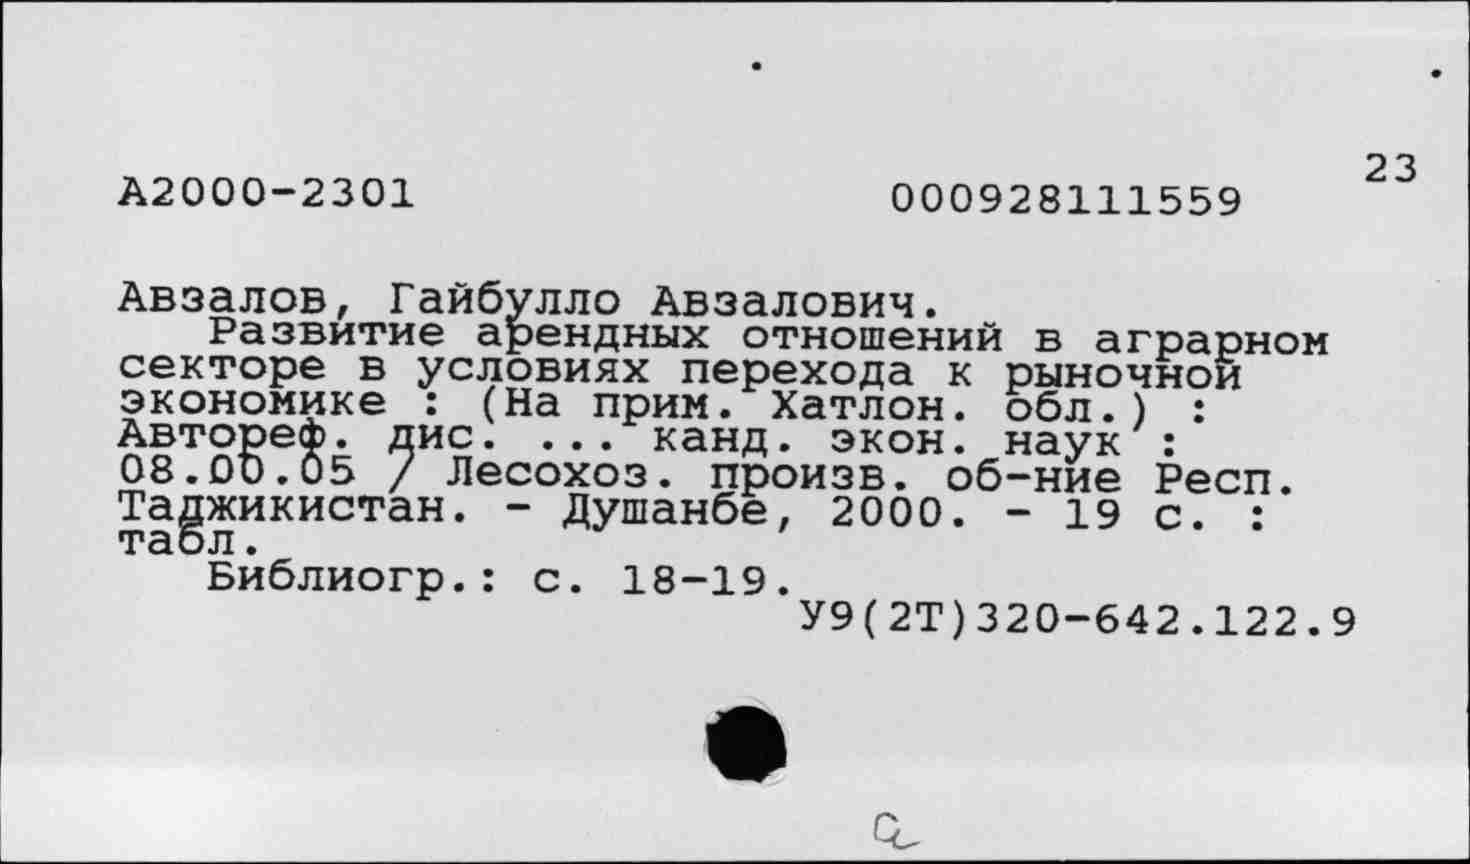 23
А2000-2301 000928111559
Авзалов, Гайбулло Авзалович.
Развитие арендных отношений в аграрном
секторе в условиях перехода к рыночной
экономике : (На прим. Хатлон. обл.) :
Автореф. дис. ... канд. экон. наук :
08.00.05 / Лесохоз. произв. об-ние Респ.
Таджикистан. - Душанбе, 2000. - 19 с. :
табл.
Библиогр.: с. 18-19.
У9(2Т)320-642.122.9